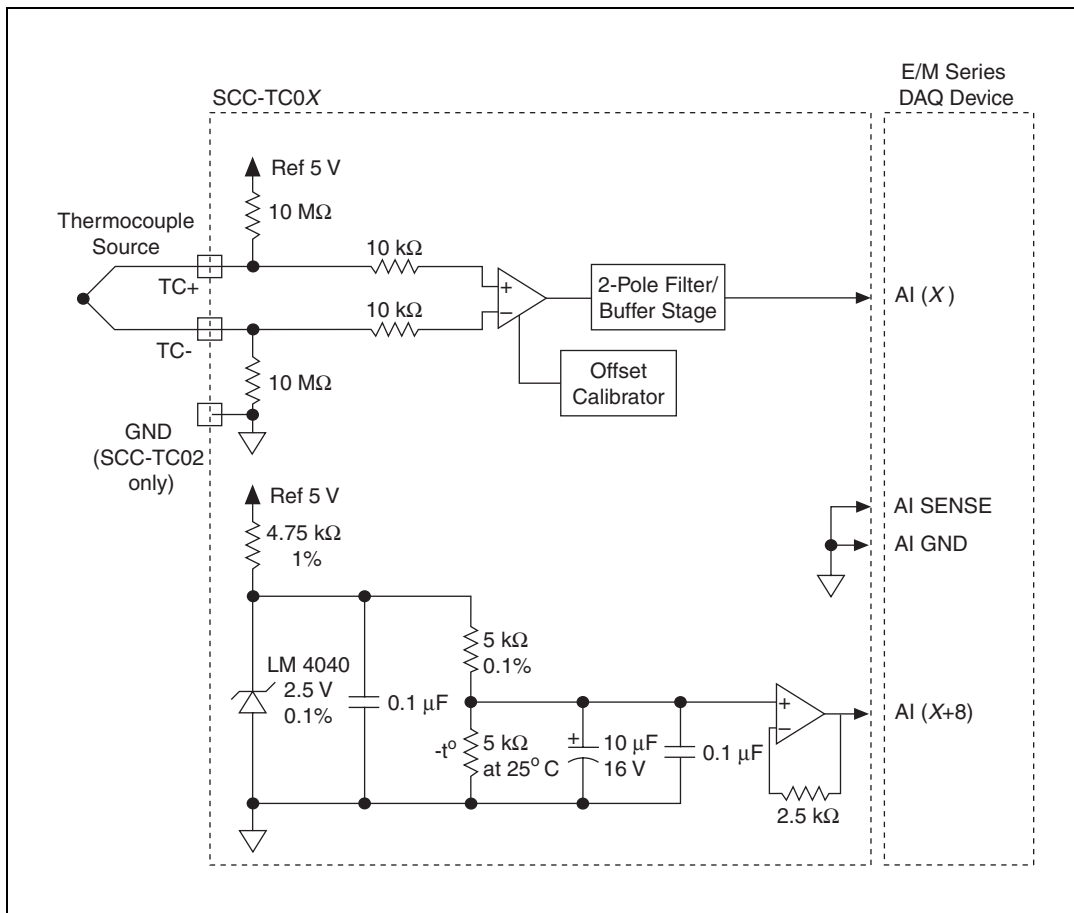 E/M Series
DAQ Device
SCC-TC0X
Ref 5 V
10 MΩ
Thermocouple
Source
TC+
10 kΩ
+
−
2-Pole Filter/
Buffer Stage
AI (X)
10 kΩ
TC-
10 MΩ
Offset
Calibrator
GND
(SCC-TC02
only)
Ref 5 V
4.75 kΩ
1%
AI SENSE
AI GND
5 kΩ
0.1%
LM 4040
2.5 V
0.1%
0.1 µF
-t°
5 kΩ
at 25° C
+
10 µF
16 V
0.1 µF
+
−
2.5 kΩ
AI (X+8)